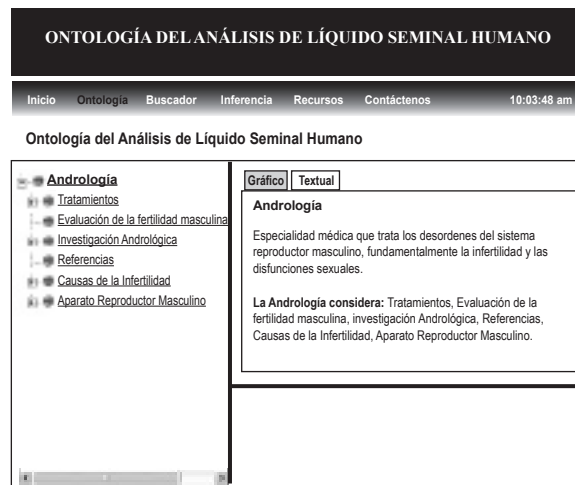 ONTOLOGÍA DEL ANÁLISIS DE LÍQUIDO SEMINAL HUMANO
Inicio Ontología Buscador Inferencia Recursos Contáctenos 10:03:48 am
Ontología del Análisis de Líquido Seminal Humano
Andrología
Tratamientos
Evaluación de la fertilidad masculina
Investigación Andrológica
Referencias
Causas de la Infertilidad
Aparato Reproductor Masculino
Gráfico Textual
Andrología
Especialidad médica que trata los desordenes del sistema
reproductor masculino, fundamentalmente la infertilidad y las
disfunciones sexuales.
La Andrología considera: Tratamientos, Evaluación de la
fertilidad masculina, investigación Andrológica, Referencias,
Causas de la Infertilidad, Aparato Reproductor Masculino.